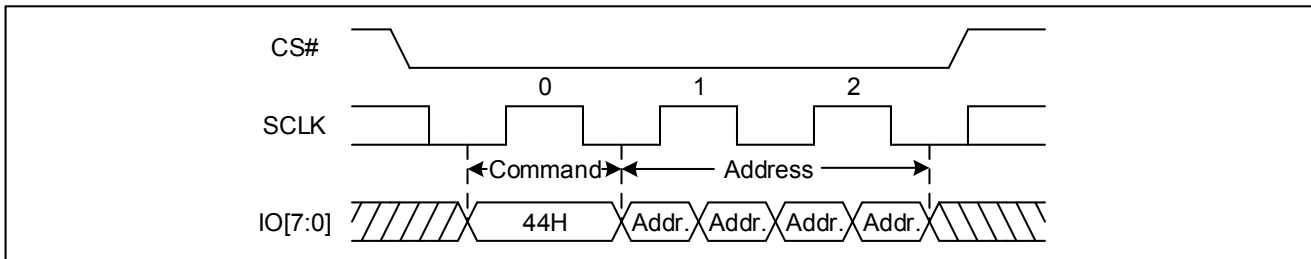 CS#
0 1 2
SCLK
Command Address
IO[7:0] 44H Addr. Addr. Addr. Addr.